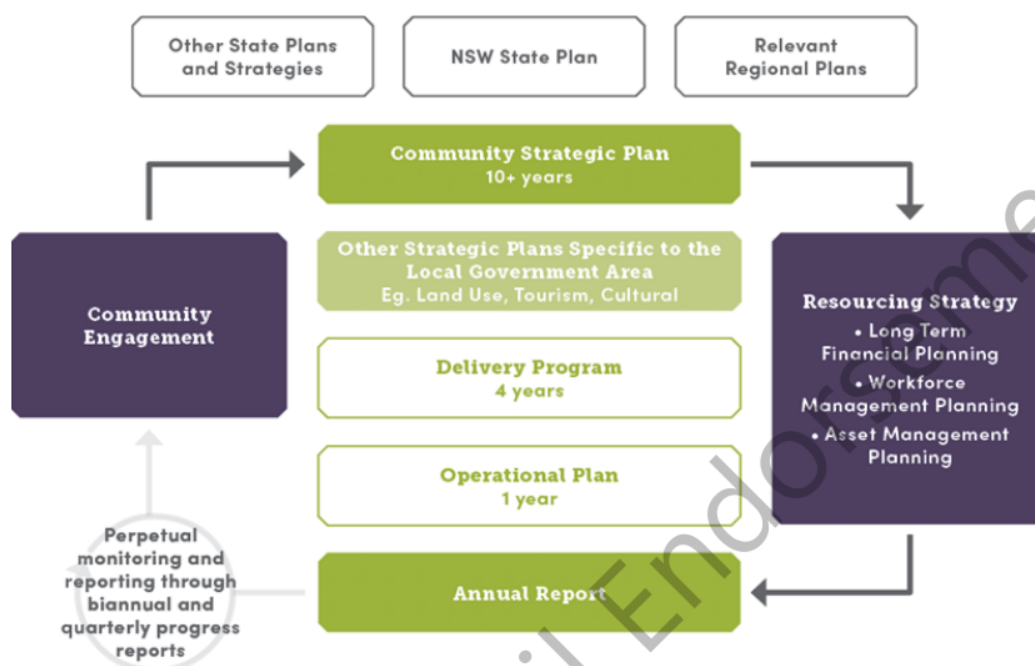 Other State Plans
and Strategies
NSW State Plan
Relevant
Regional Plans
Community Strategic Plan
10+ years
Other Strategic Plans Specific to the
Local Government Area
Eg. Land Use, Tourism, Cultural
Community
Engagement
Resourcing Strategy
• Long Term
Financial Planning
• Workforce
Management Planning
• Asset Management
Planning
Delivery Program
4 years
Operational Plan
1 year
Perpetual
monitoring and
reporting through
biannual and
quarterly progress
reports
Annual Report